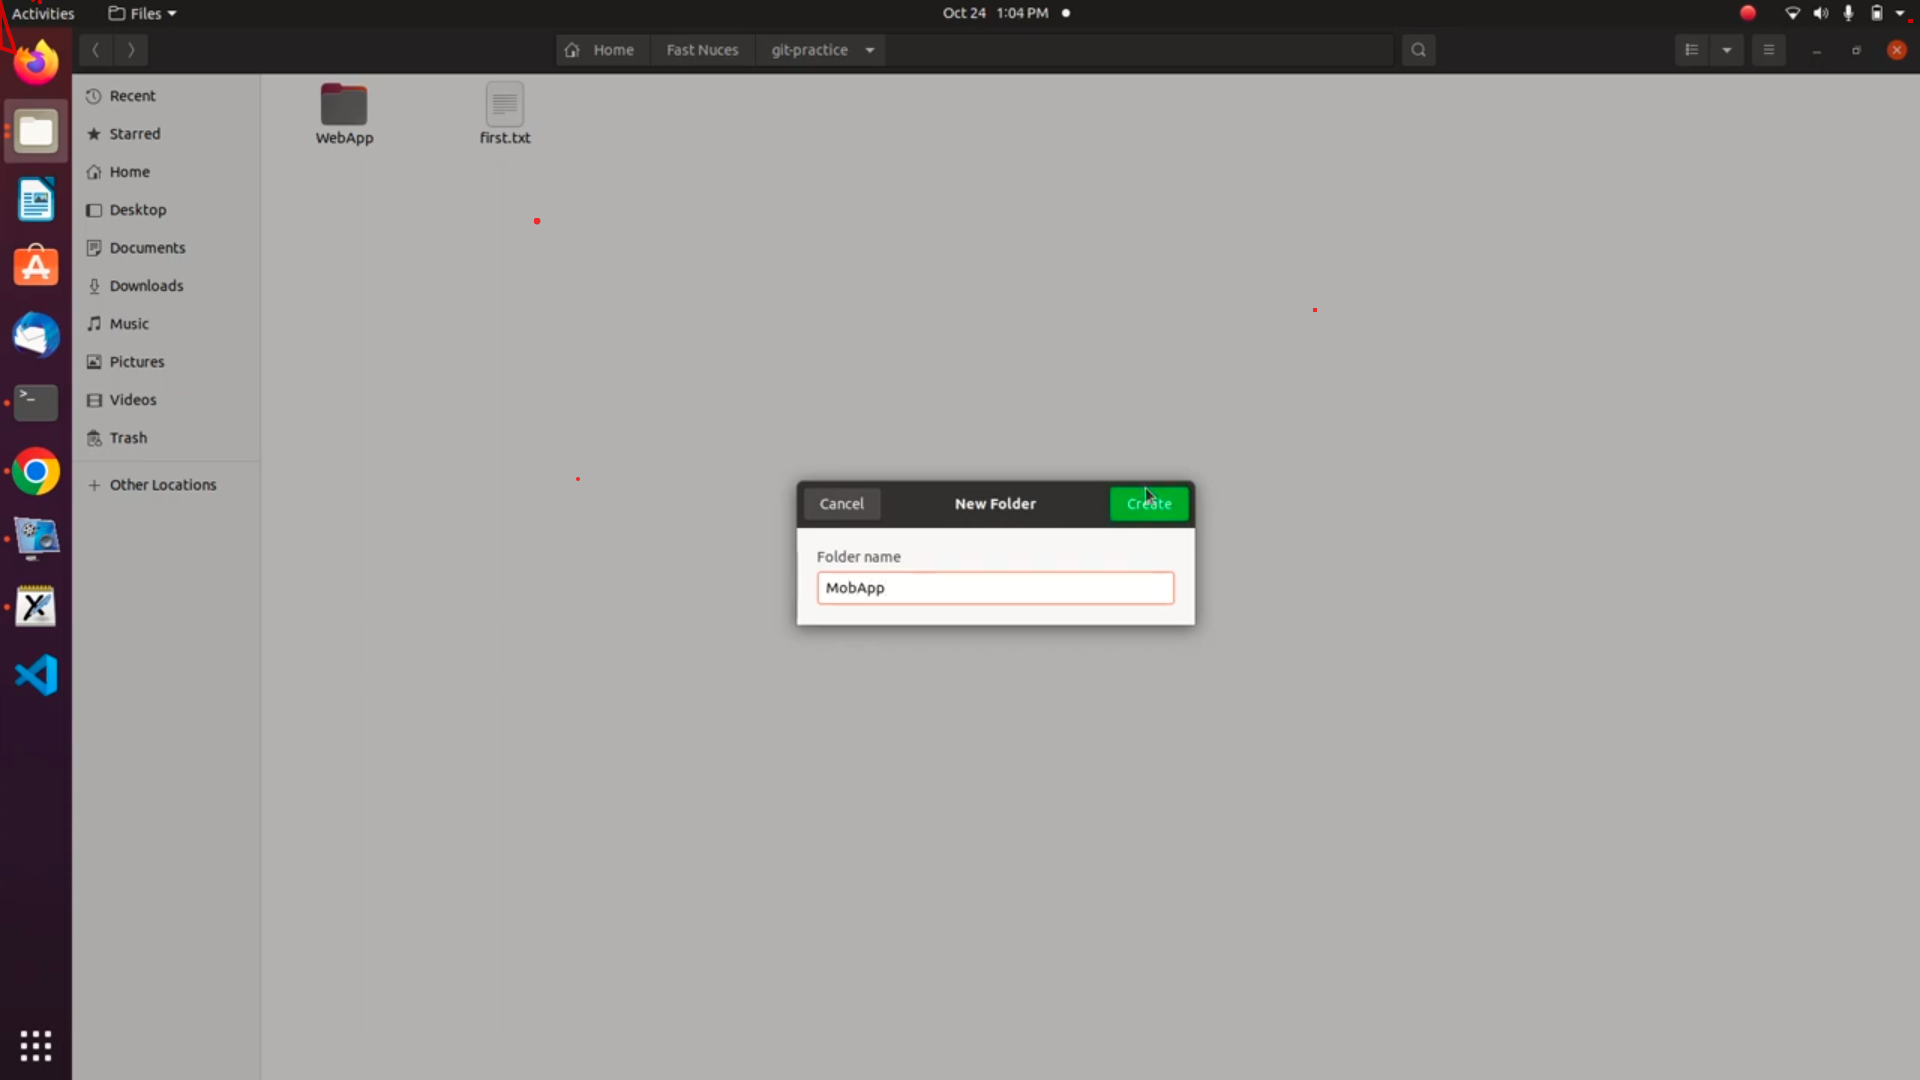 Activities
Files
Oct 24 1:04 PM
Home
Fast Nuces
git-practice
Recent
Starred
Home
Desktop
Documents
Downloads
Music
Pictures
Videos
Trash
Other Locations
WebApp
first.txt
Cancel
New Folder
Create
Folder name
MobApp